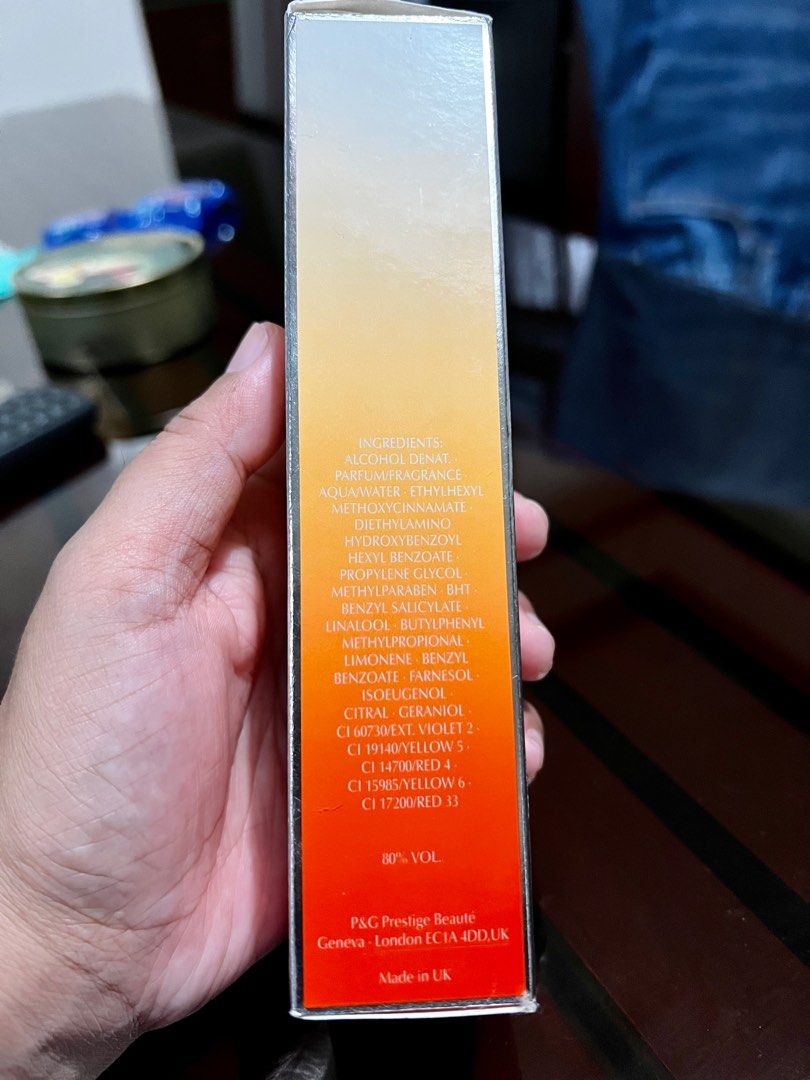 INGREDIENTS:
ALCOHOL DENAT. ·
PARFUM/FRAGRANCE ·
AQUA/WATER · ETHYLHEXYL
METHOXYCINNAMATE ·
DIETHYLAMINO
HYDROXYBENZOYL
HEXYL BENZOATE ·
PROPYLENE GLYCOL ·
METHYLPARABEN · BHT ·
BENZYL SALICYLATE ·
LINALOOL · BUTYLPHENYL
METHYLPROPIONAL ·
LIMONENE · BENZYL
BENZOATE · FARNESOL ·
ISOEUGENOL ·
CITRAL · GERANIOL ·
CI 60730/EXT. VIOLET 2 ·
CI 19140/YELLOW 5 ·
CI 14700/RED 4 ·
CI 15985/YELLOW 6 ·
CI 17200/RED 33
80% VOL.
P&G Prestige Beauté
Geneva · London EC1A 4DD,UK
Made in UK